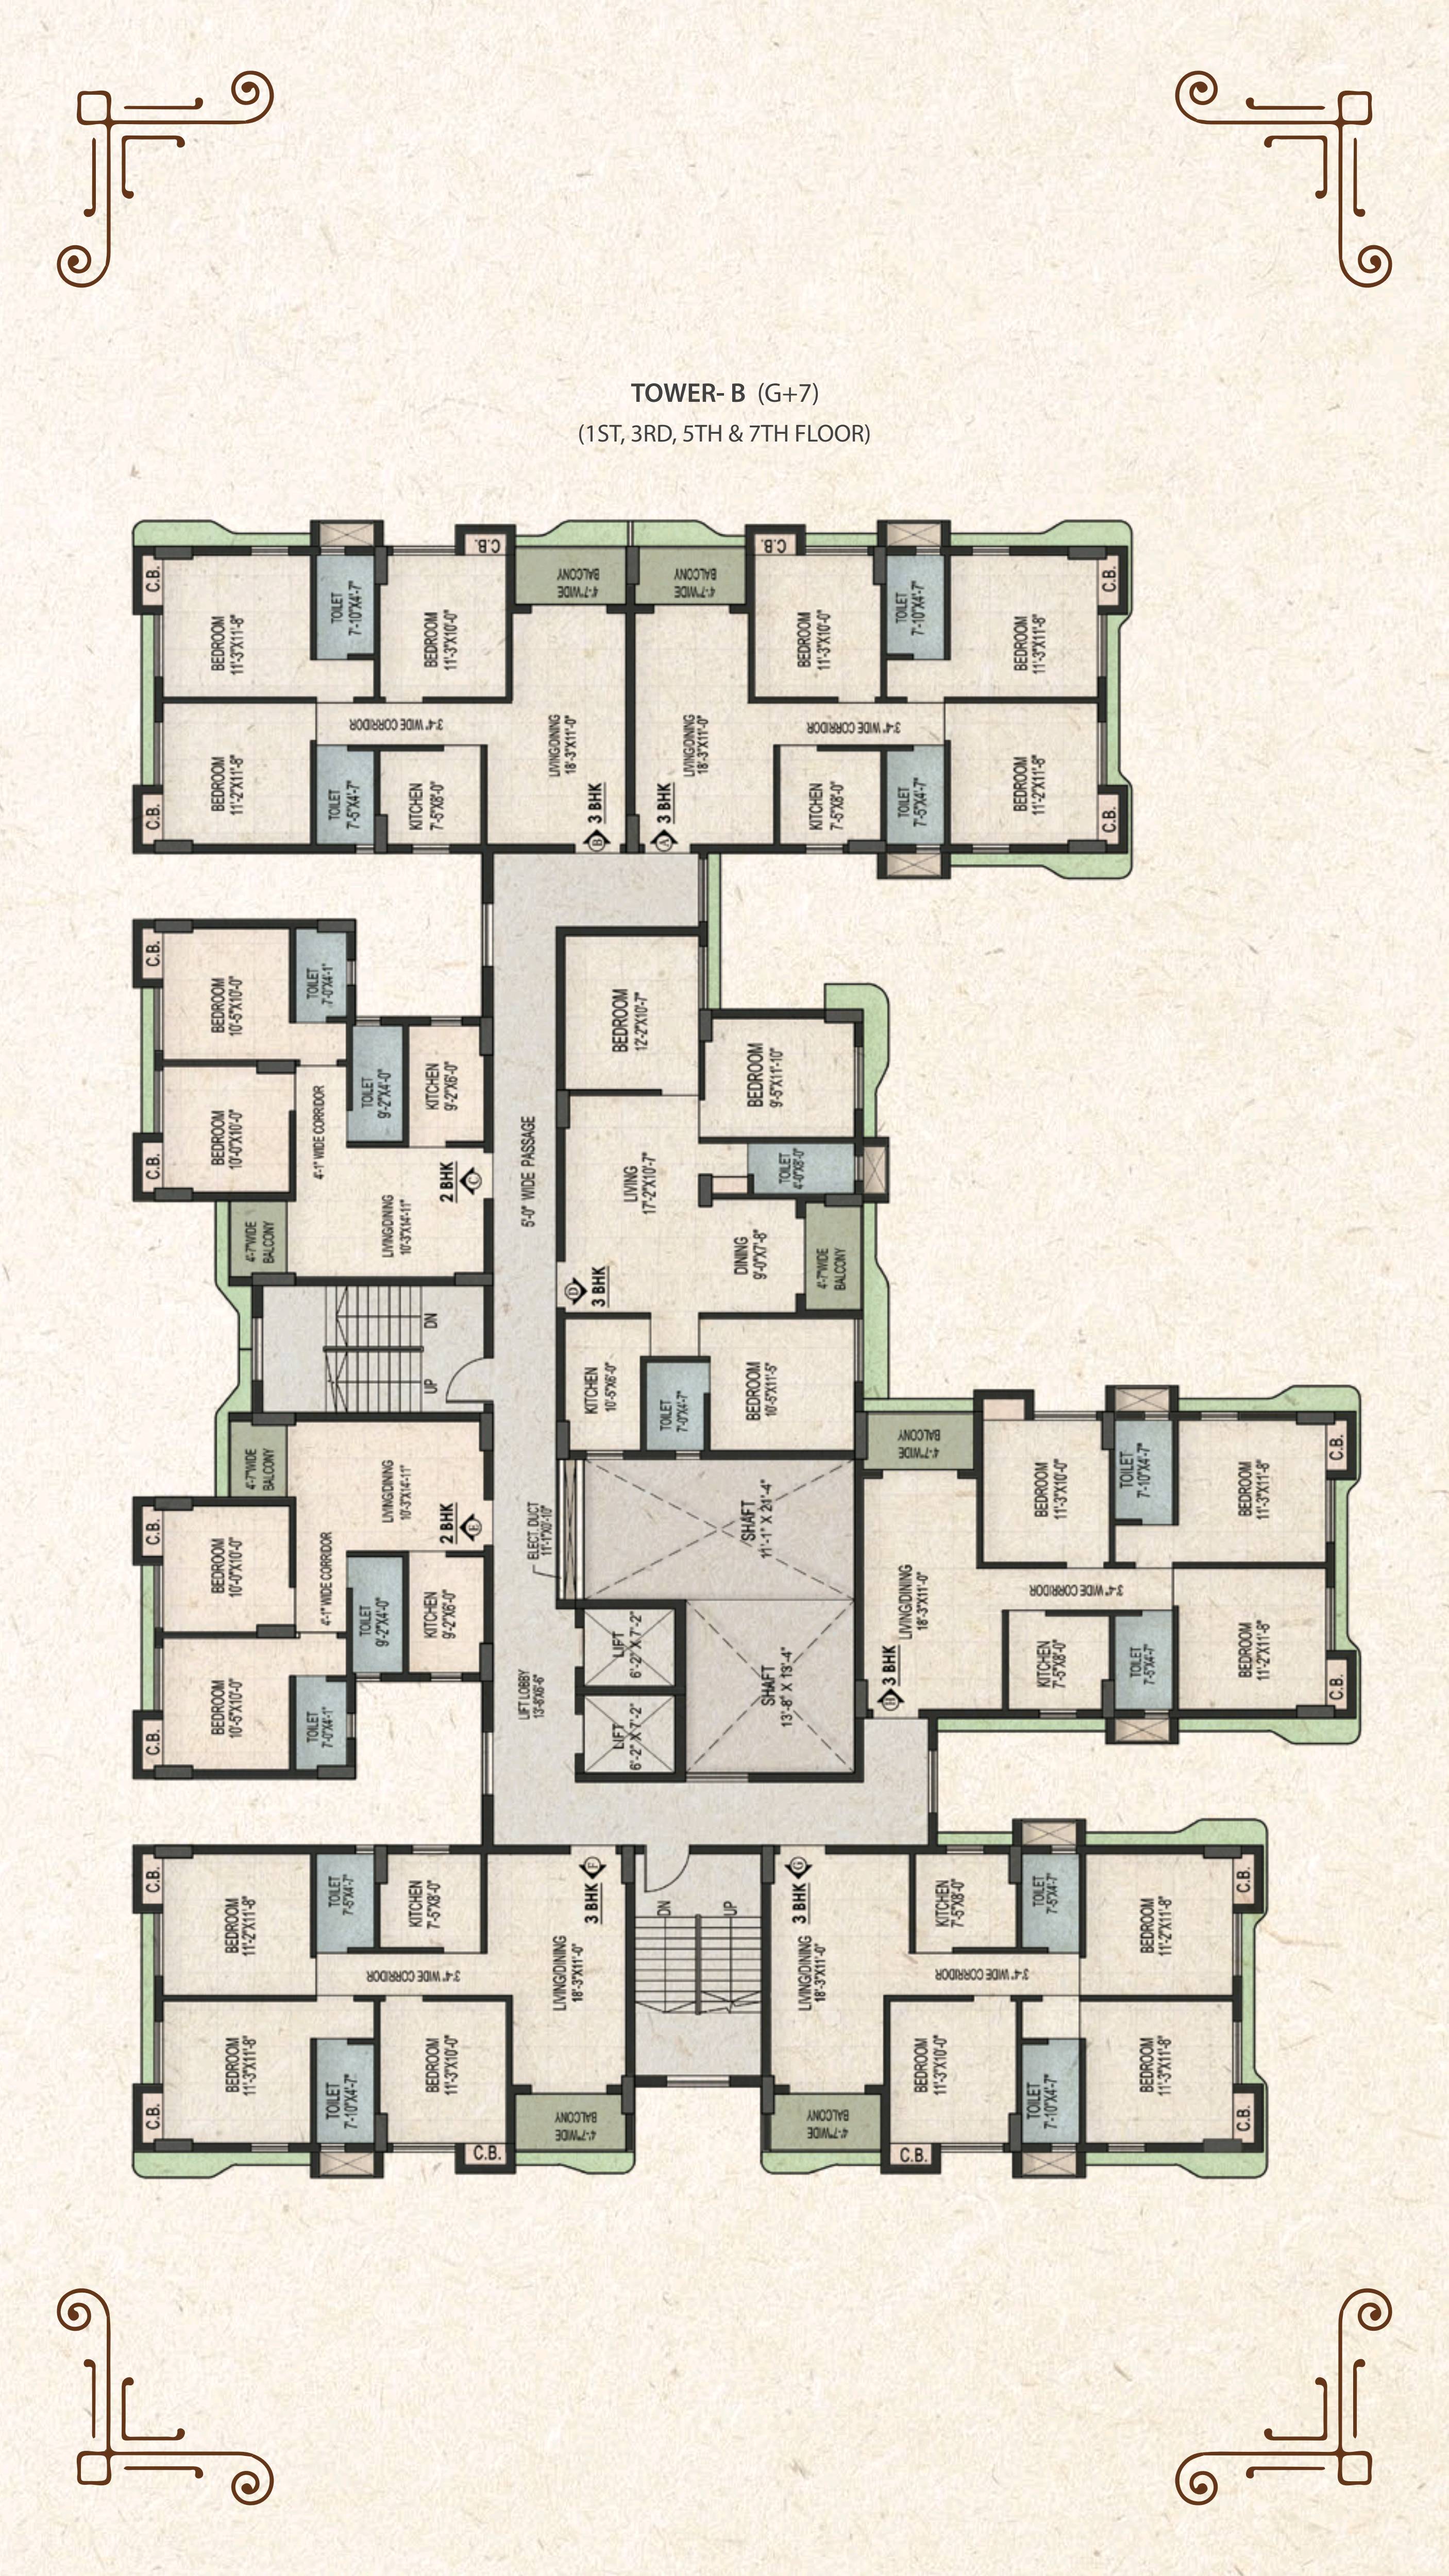 TOWER- B (G+7)
(1ST, 3RD, 5TH & 7TH FLOOR)
C.B.
BEDROOM
11'-3"X11'-8"
TOILET
7'-10"X4'-7"
BEDROOM
11'-3"X10'-0"
C.B.
4'-7"WIDE
BALCONY
4'-7"WIDE
BALCONY
C.B.
BEDROOM
11'-3"X10'-0"
TOILET
7'-10"X4'-7"
BEDROOM
11'-3"X11'-8"
C.B.
C.B.
BEDROOM
11'-2"X11'-8"
3'-4" WIDE CORRIDOR
TOILET
7'-5"X4'-7"
KITCHEN
7'-5"X8'-0"
LIVING/DINING
18'-3"X11'-0"
B 3 BHK
LIVING/DINING
18'-3"X11'-0"
A 3 BHK
3'-4" WIDE CORRIDOR
KITCHEN
7'-5"X8'-0"
TOILET
7'-5"X4'-7"
BEDROOM
11'-2"X11'-8"
C.B.
C.B.
BEDROOM
10'-5"X10'-0"
TOILET
7'-0"X4'-1"
C.B.
BEDROOM
10'-0"X10'-0"
4'-1" WIDE CORRIDOR
TOILET
9'-2"X4'-0"
KITCHEN
9'-2"X6'-0"
2 BHK
C
LIVING/DINING
10'-3"X14'-11"
4'-7"WIDE
BALCONY
5'-0" WIDE PASSAGE
BEDROOM
12'-2"X10'-7"
BEDROOM
9'-5"X11'-10"
LIVING
17'-2"X10'-7"
TOILET
4'-0"X8'-0"
DINING
9'-0"X7'-8"
4'-7"WIDE
BALCONY
D
3 BHK
KITCHEN
10'-5"X6'-0"
TOILET
7'-0"X4'-7"
BEDROOM
10'-5"X11'-5"
DN
UP
4'-7"WIDE
BALCONY
LIVING/DINING
10'-3"X14'-11"
2 BHK
E
C.B.
BEDROOM
10'-0"X10'-0"
4'-1" WIDE CORRIDOR
TOILET
9'-2"X4'-0"
KITCHEN
9'-2"X6'-0"
C.B.
BEDROOM
10'-5"X10'-0"
TOILET
7'-0"X4'-1"
ELECT. DUCT
11'-1"X0'-10"
SHAFT
11'-1" X 21'-4"
LIFT LOBBY
13'-8"X6'-6"
LIFT
6'-2" X 7'-2"
LIFT
6'-2" X 7'-2"
SHAFT
13'-8" X 13'-4"
4'-7"WIDE
BALCONY
LIVING/DINING
18'-3"X11'-0"
H 3 BHK
BEDROOM
11'-3"X10'-0"
TOILET
7'-10"X4'-7"
BEDROOM
11'-3"X11'-8"
C.B.
3'-4" WIDE CORRIDOR
KITCHEN
7'-5"X8'-0"
TOILET
7'-5"X4'-7"
BEDROOM
11'-2"X11'-8"
C.B.
C.B.
BEDROOM
11'-2"X11'-8"
TOILET
7'-5"X4'-7"
KITCHEN
7'-5"X8'-0"
3 BHK F
LIVING/DINING
18'-3"X11'-0"
3'-4" WIDE CORRIDOR
BEDROOM
11'-3"X11'-8"
C.B.
TOILET
7'-10"X4'-7"
BEDROOM
11'-3"X10'-0"
C.B.
4'-7"WIDE
BALCONY
DN
UP
3 BHK G
LIVING/DINING
18'-3"X11'-0"
KITCHEN
7'-5"X8'-0"
TOILET
7'-5"X4'-7"
BEDROOM
11'-2"X11'-8"
C.B.
3'-4" WIDE CORRIDOR
4'-7"WIDE
BALCONY
BEDROOM
11'-3"X10'-0"
C.B.
TOILET
7'-10"X4'-7"
BEDROOM
11'-3"X11'-8"
C.B.